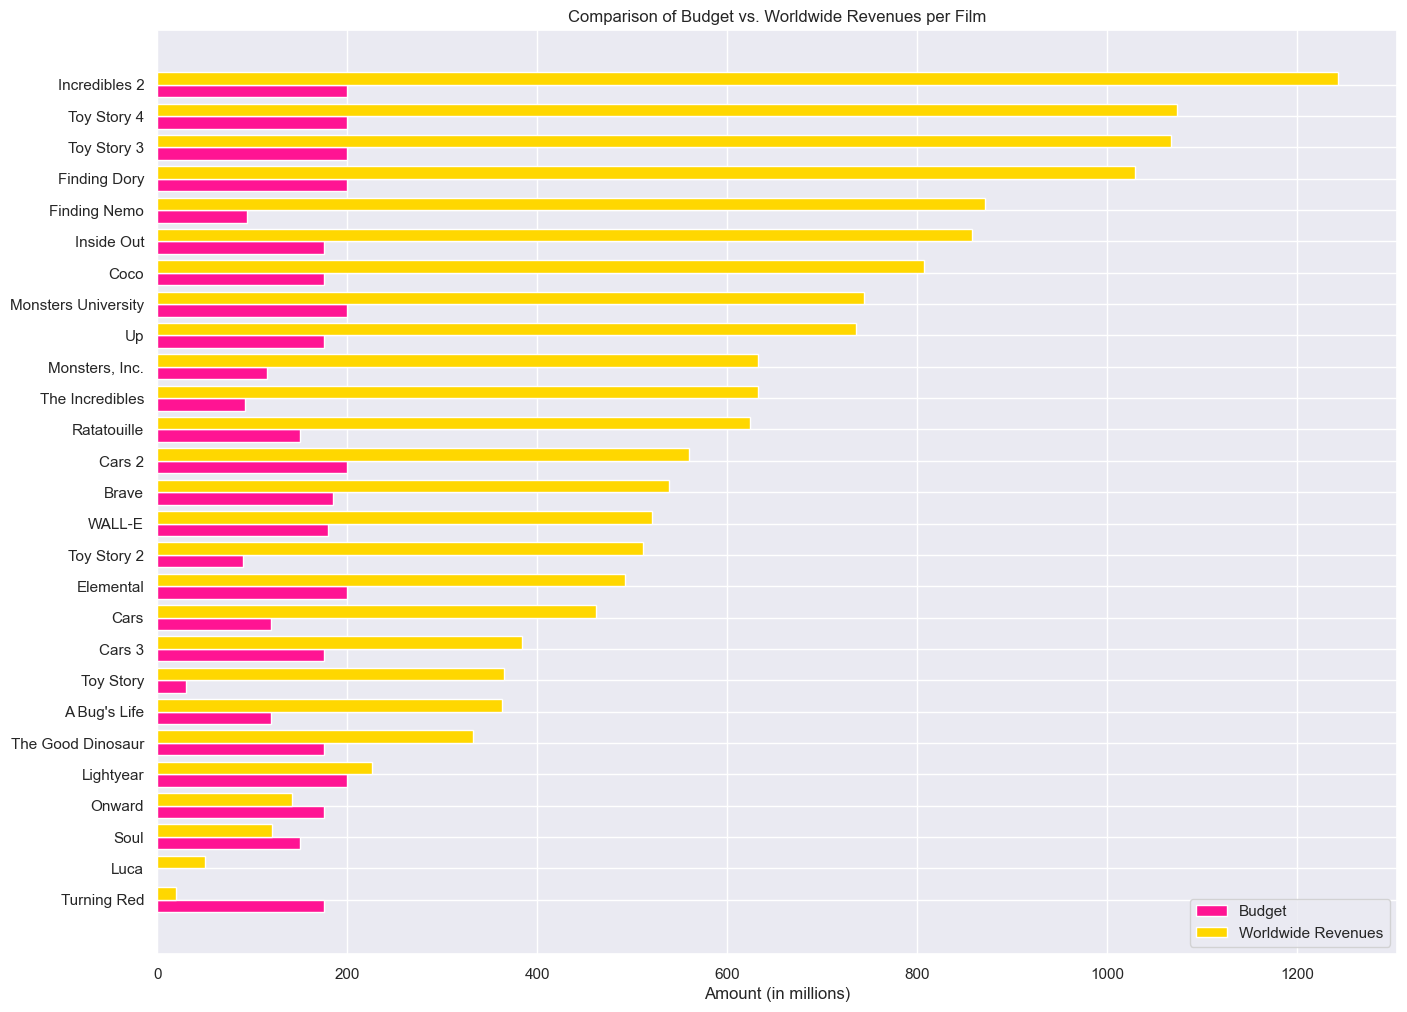 Comparison of Budget vs. Worldwide Revenues per Film
Incredibles 2
Toy Story 4
Toy Story 3
Finding Dory
Finding Nemo
Inside Out
Coco
Monsters University
Up
Monsters, Inc.
The Incredibles
Ratatouille
Cars 2
Brave
WALL-E
Toy Story 2
Elemental
Cars
Cars 3
Toy Story
A Bug's Life
The Good Dinosaur
Lightyear
Onward
Soul
Luca
Turning Red
Budget
Worldwide Revenues
0 200 400 600 800 1000 1200
Amount (in millions)